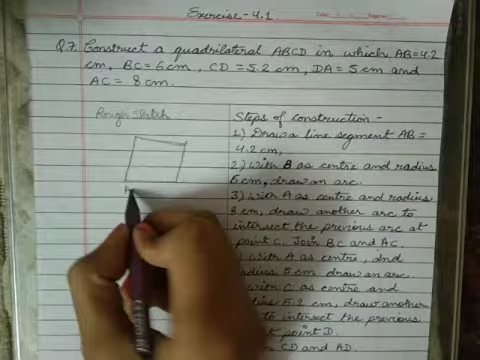 Exercise - 4.1
Q.7. Construct a quadrilateral ABCD in which AB = 4.2
cm, BC = 6 cm, CD = 5.2 cm, DA = 5 cm and
AC = 8 cm.
Rough Sketch
Steps of construction -
1) Draw a line segment AB =
4.2 cm,
2) with B as centre and radius
6 cm, draw an arc.
3) with A as centre and radius
8 cm, draw another arc to
intersect the previous arc at
point C. Join BC and AC.
) with A as centre, and
radius 5 cm draw an arc.
with C as centre and
5.2 cm, draw another
to intersect the previous
point D.
CD and AD.